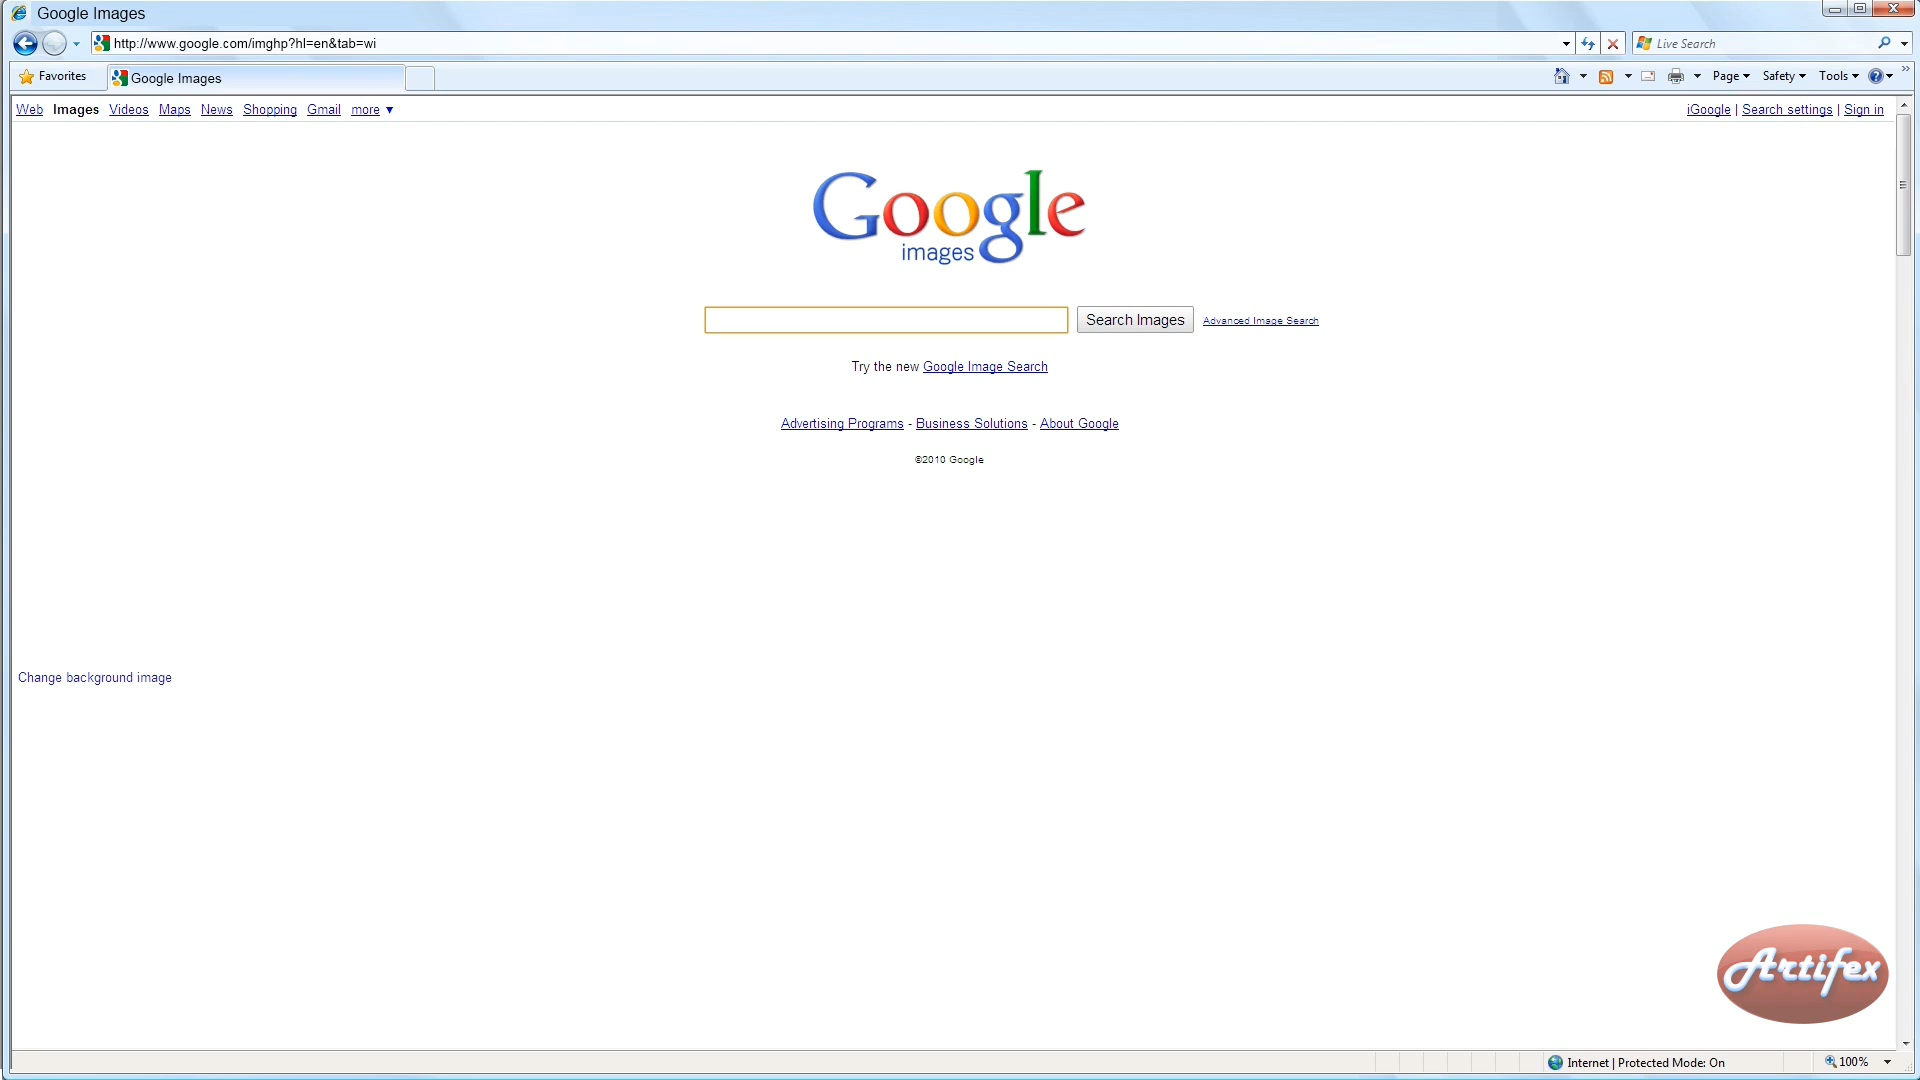 Google Images
http://www.google.com/imghp?hl=en&tab=wi
Live Search
Favorites
Google Images
Page
Safety
Tools
Web Images Videos Maps News Shopping Gmail more ▼
iGoogle | Search settings | Sign in
Google
images
Search Images
Advanced Image Search
Try the new Google Image Search
Advertising Programs - Business Solutions - About Google
©2010 Google
Change background image
Artifex
Internet | Protected Mode: On
100%